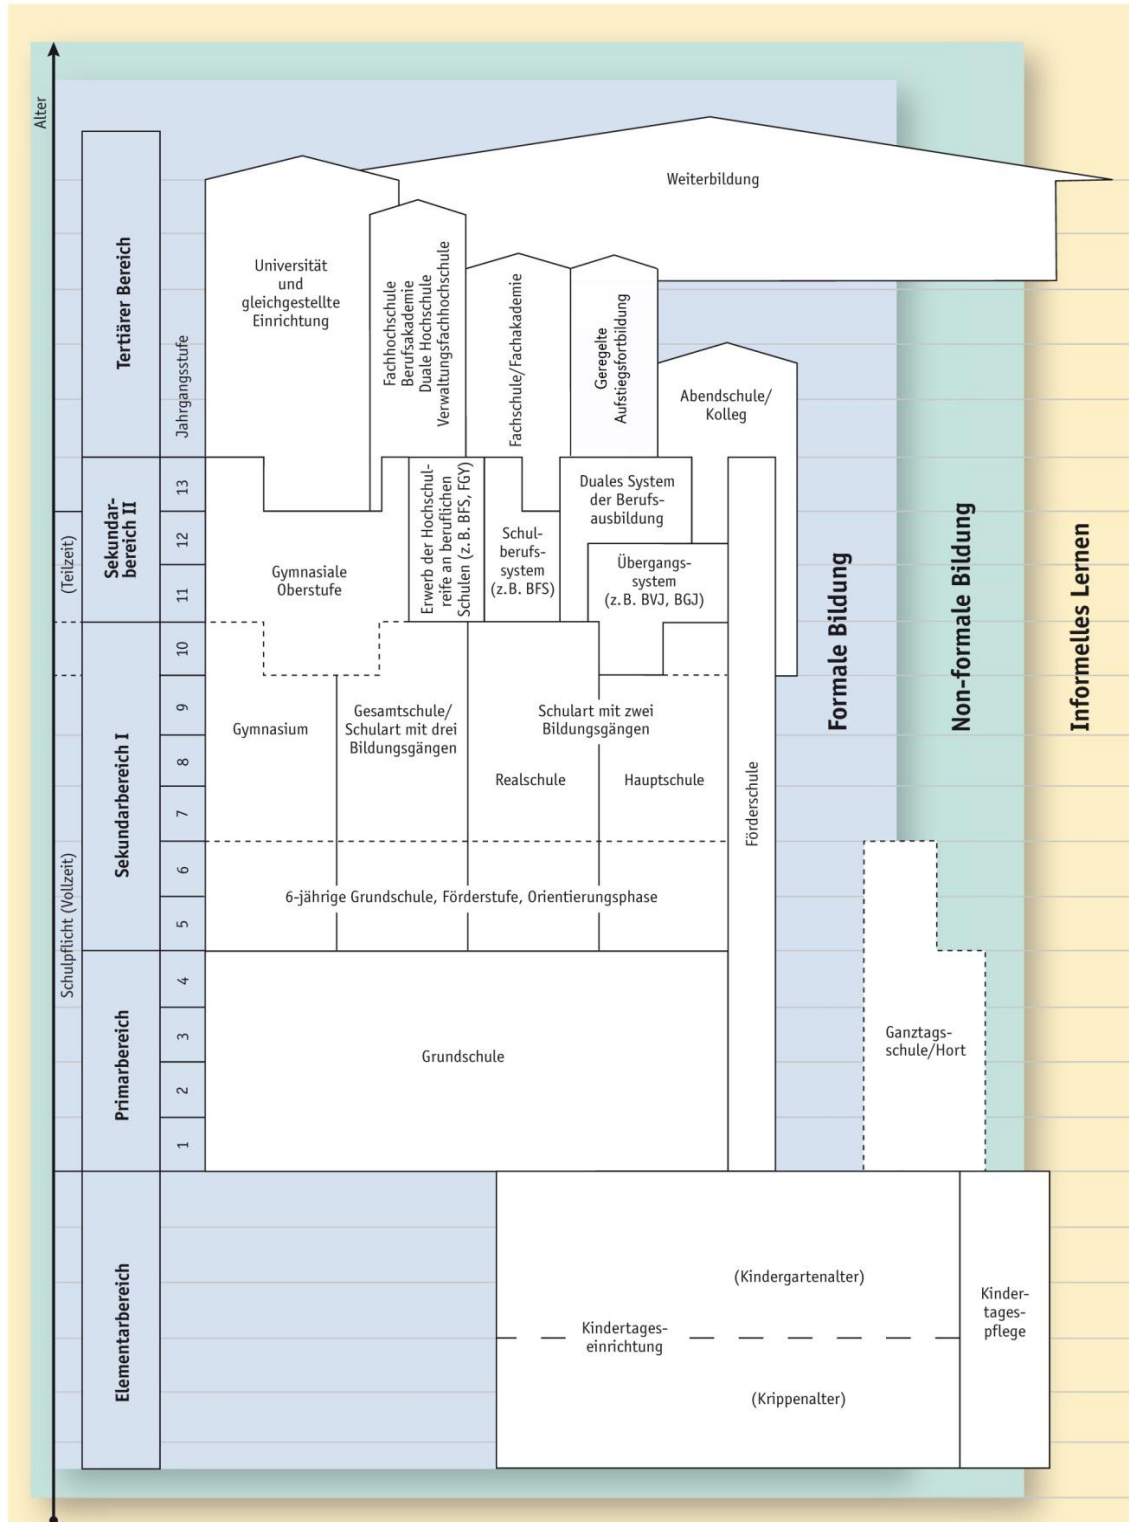 Alter
Weiterbildung
Tertiärer Bereich
Jahrgangsstufe
Universität
und
gleichgestellte
Einrichtung
Fachhochschule
Berufsakademie
Duale Hochschule
Verwaltungsfachhochschule
Fachschule/Fachakademie
Geregelte
Aufstiegsfortbildung
Abendschule/
Kolleg
(Teilzeit)
Sekundar-
bereich II
13
12
11
Gymnasiale
Oberstufe
Erwerb der Hochschul-
reife an beruflichen
Schulen (z. B. BFS, FGY)
Schul-
berufs-
system
(z. B. BFS)
Duales System
der Berufs-
ausbildung
Übergangs-
system
(z. B. BVJ, BGJ)
Formale Bildung
Non-formale Bildung
Informelles Lernen
Schulpflicht (Vollzeit)
Sekundarbereich I
10
9
8
7
6
5
Gymnasium
Gesamtschule/
Schulart mit drei
Bildungsgängen
Schulart mit zwei
Bildungsgängen
Realschule
Hauptschule
Förderschule
6-jährige Grundschule, Förderstufe, Orientierungsphase
Primarbereich
4
3
2
1
Grundschule
Ganztags-
schule/Hort
Elementarbereich
(Kindergartenalter)
Kindertages-
einrichtung
(Krippenalter)
Kinder-
tages-
pflege